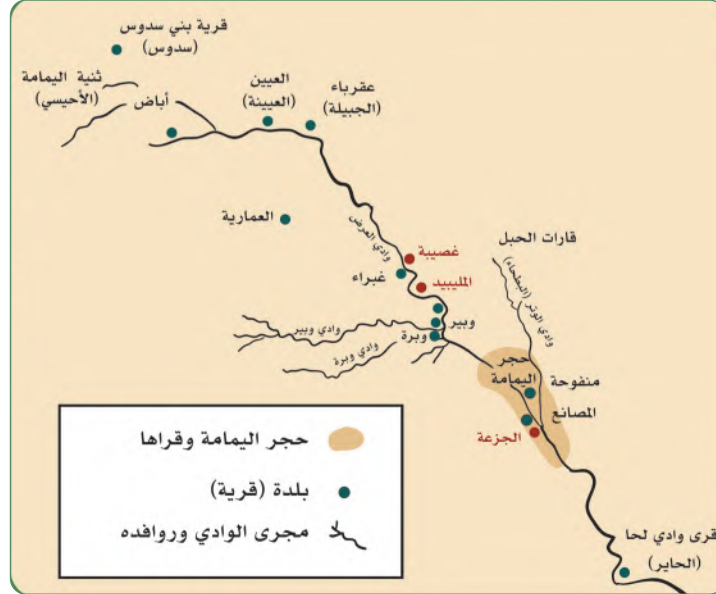 قرية بني سدوس
(سدوس)
ثنية اليمامة
(الأحيسي)
أباض
العيين
(العيينة)
عقرباء
(الجبيلة)
العمارية
وادي العرض
غصيبة
غبراء
المليبيد
قارات الحبل
وادي الوتر (البطحاء)
وبير
وبرة
وادي وبير
وادي وبرة
حجر
اليمامة
منفوحة
المصانع
الجزعة
قرى وادي لحا
(الحاير)
حجر اليمامة وقراها
بلدة (قرية)
مجرى الوادي وروافده